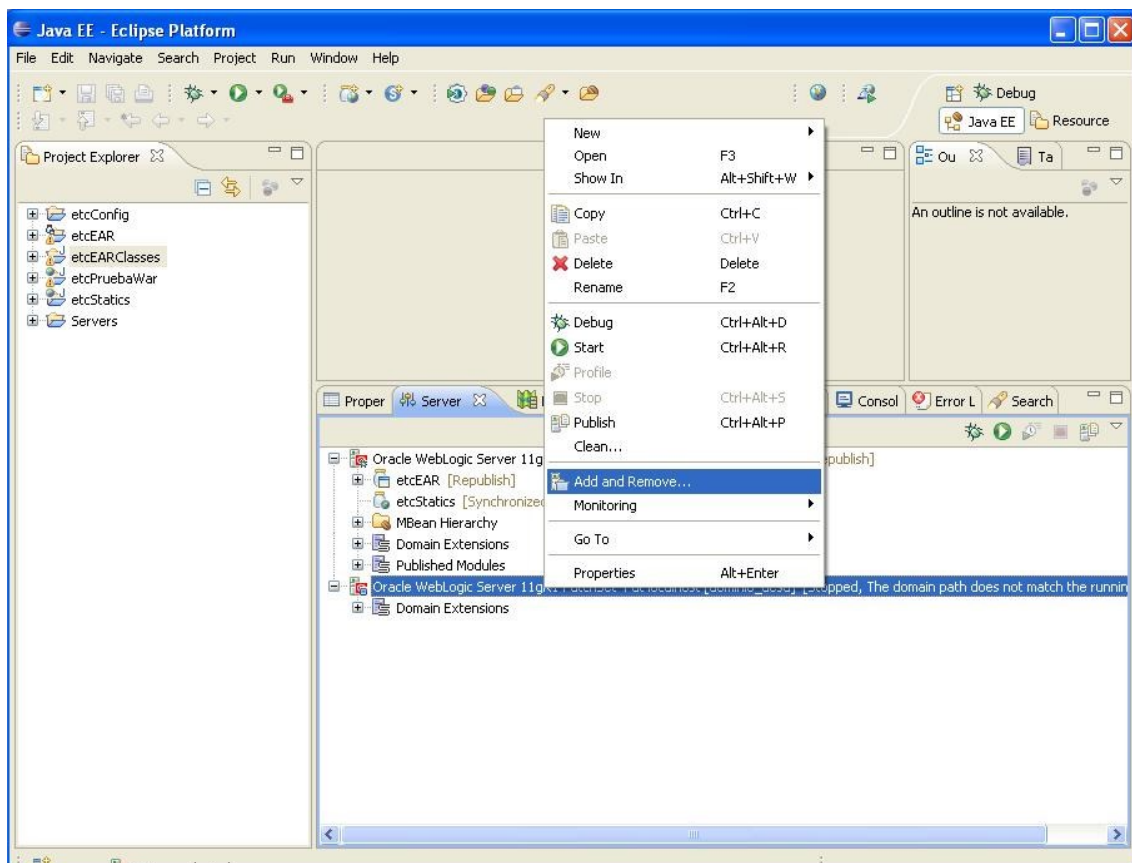 Java EE - Eclipse Platform
File Edit Navigate Search Project Run Window Help
Debug
Java EE Resource
Project Explorer
etcConfig
etcEAR
etcEARClasses
etcPruebaWar
etcStatics
Servers
New
Open F3
Show In Alt+Shift+W
Copy Ctrl+C
Paste Ctrl+V
Delete Delete
Rename F2
Debug Ctrl+Alt+D
Start Ctrl+Alt+R
Profile
Stop Ctrl+Alt+S
Publish Ctrl+Alt+P
Clean...
Add and Remove...
Monitoring
Go To
Properties Alt+Enter
Ou Ta
An outline is not available.
Proper Server Consol Error L Search
Oracle WebLogic Server 11g
etcEAR [Republish]
etcStatics [Synchronize
MBean Hierarchy
Domain Extensions
Published Modules
Oracle WebLogic Server 11g The domain path does not match the runnin
Domain Extensions